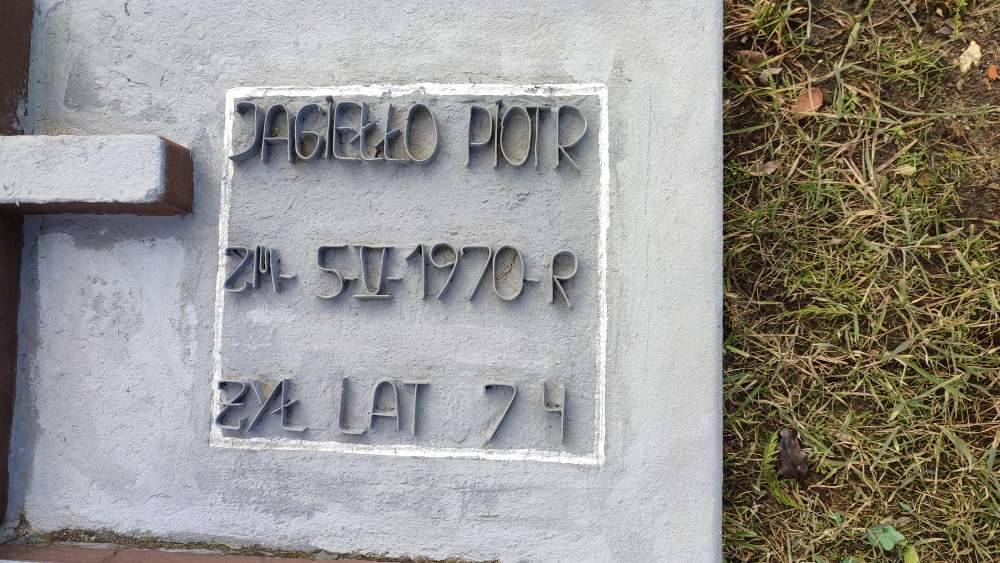 JAGIEŁŁO PIOTR
ZM- 5-V-1970-R
ŻYŁ LAT 74